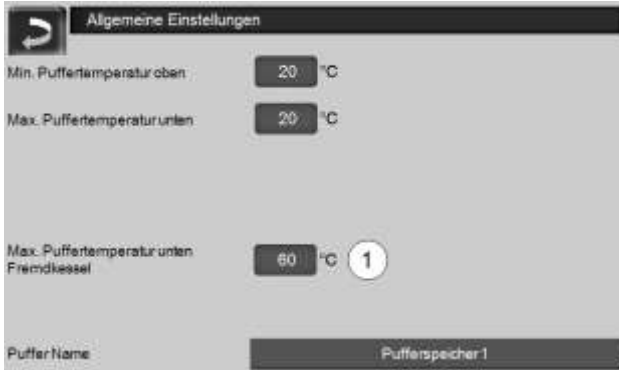 Allgemeine Einstellungen
Min. Puffertemperatur oben 20 °C
Max. Puffertemperatur unten 20 °C
Max. Puffertemperatur unten
Fremdkessel 60 °C 1
Puffer Name Pufferspeicher 1